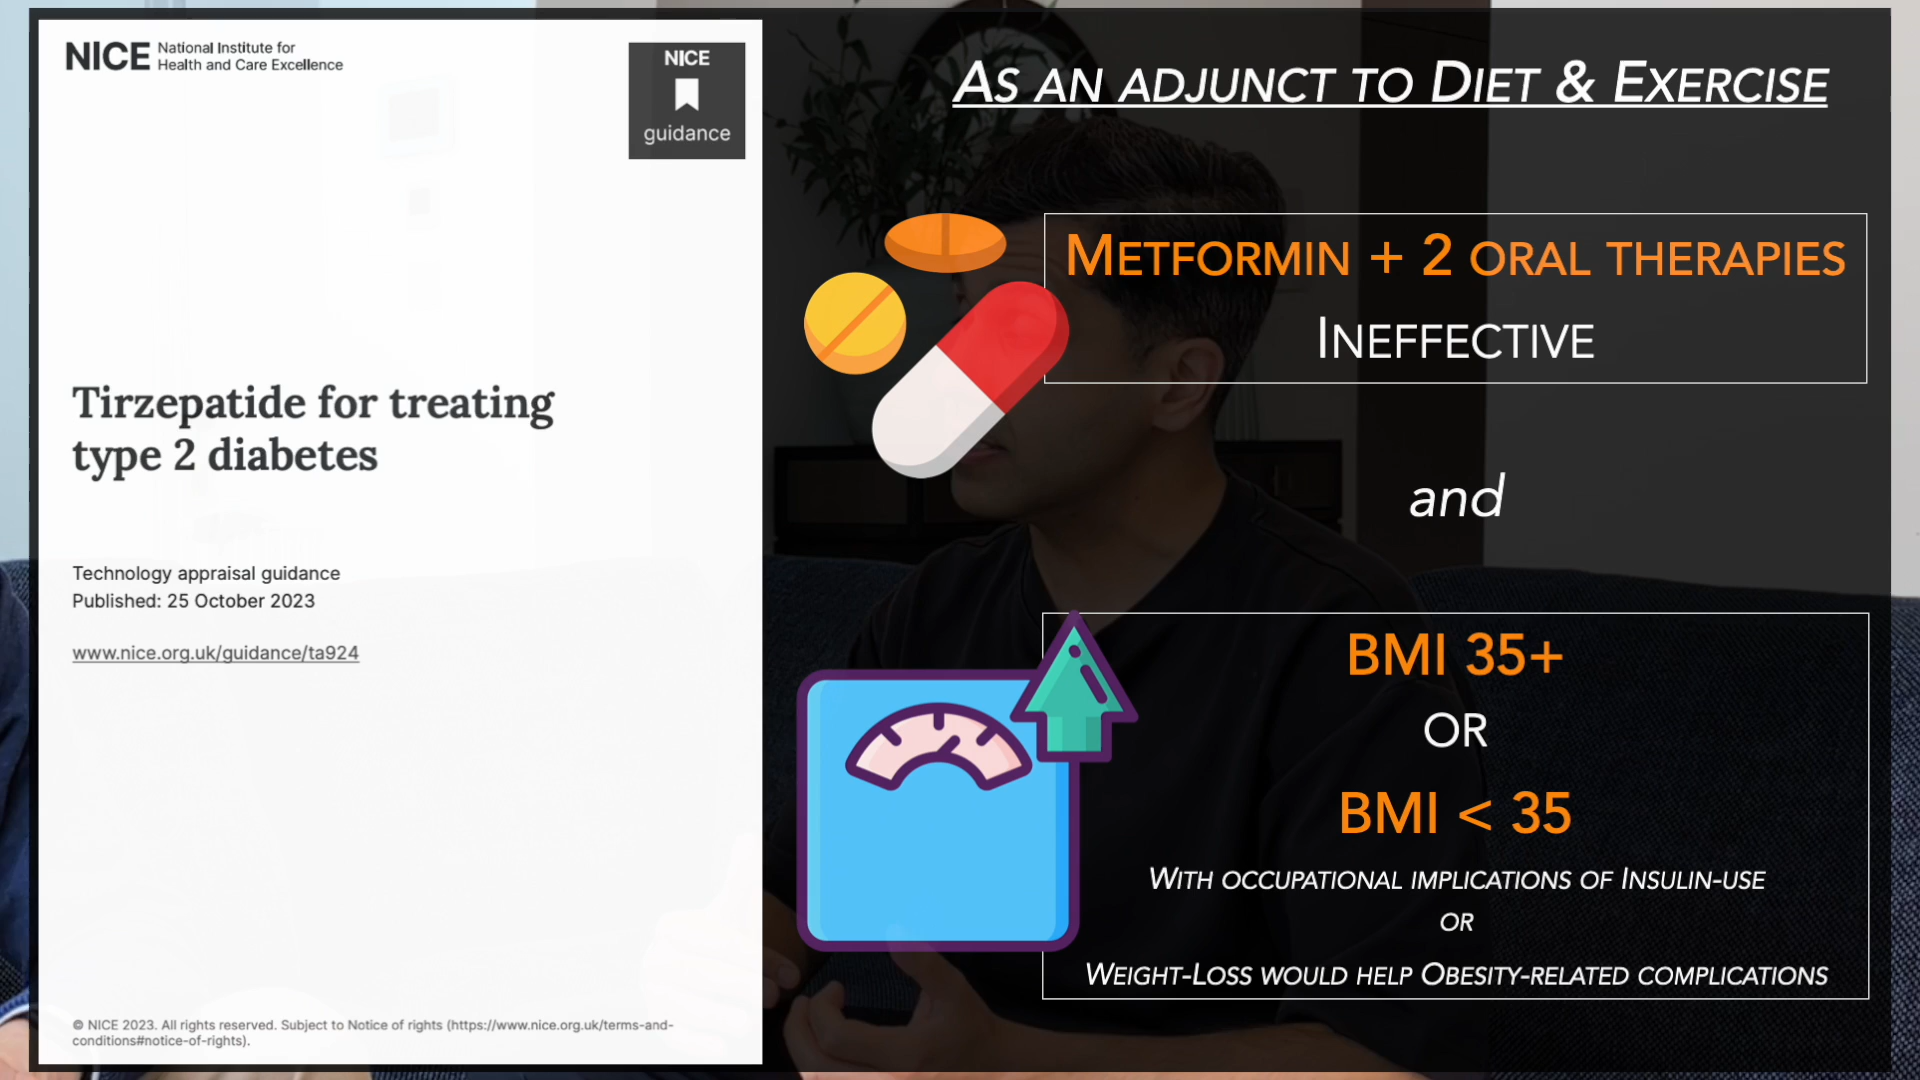 NICE National Institute for
Health and Care Excellence
NICE
guidance
Tirzepatide for treating
type 2 diabetes
Technology appraisal guidance
Published: 25 October 2023
www.nice.org.uk/guidance/ta924
© NICE 2023. All rights reserved. Subject to Notice of rights (https://www.nice.org.uk/terms-and-
conditions#notice-of-rights).
AS AN ADJUNCT TO DIET & EXERCISE
METFORMIN + 2 ORAL THERAPIES
INEFFECTIVE
and
BMI 35+
OR
BMI < 35
WITH OCCUPATIONAL IMPLICATIONS OF INSULIN-USE
OR
WEIGHT-LOSS WOULD HELP OBESITY-RELATED COMPLICATIONS